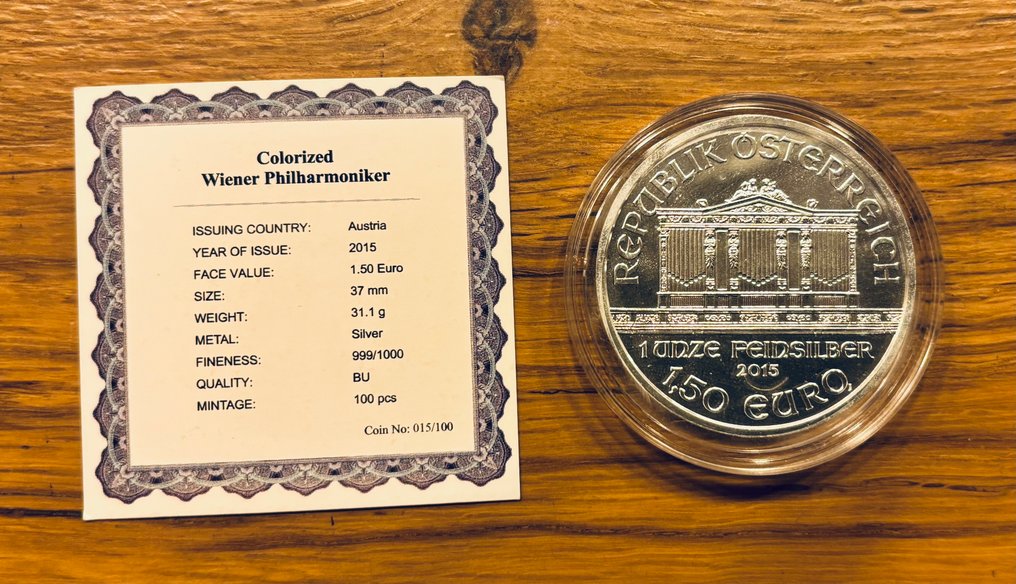 Colorized
Wiener Philharmoniker
ISSUING COUNTRY: Austria
YEAR OF ISSUE: 2015
FACE VALUE: 1.50 Euro
SIZE: 37 mm
WEIGHT: 31.1 g
METAL: Silver
FINENESS: 999/1000
QUALITY: BU
MINTAGE: 100 pcs
Coin No: 015/100
REPUBLIK ÖSTERREICH
1 UNZE FEINSILBER
2015
1,50 EURO